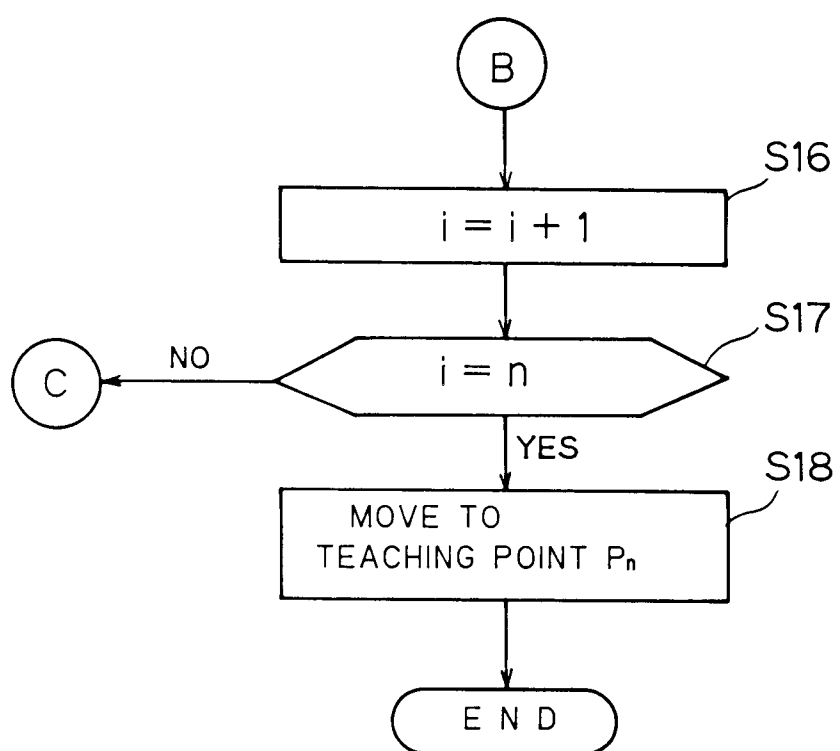 B
S16
i = i + 1
S17
i = n
NO
C
YES
S18
MOVE TO
TEACHING POINT Pn
END